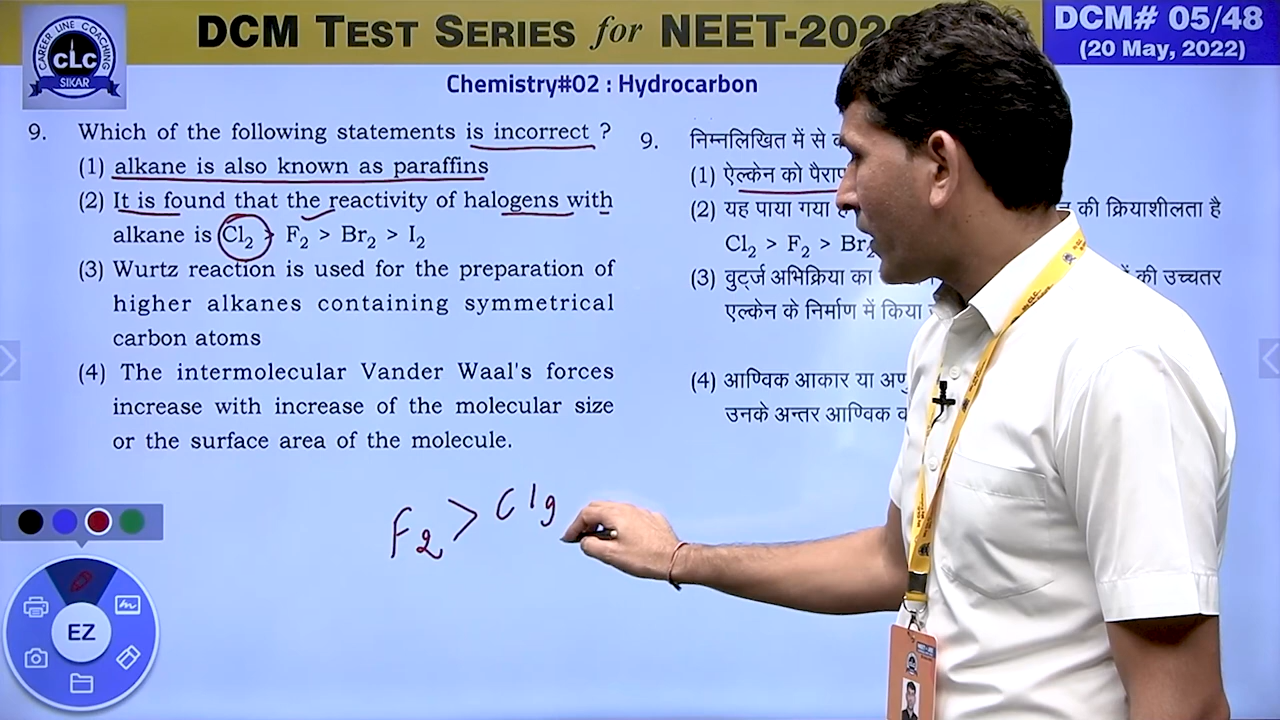 CAREER LINE COACHING
CLC
SIKAR
DCM TEST SERIES for NEET-202
DCM# 05/48
(20 May, 2022)
Chemistry#02 : Hydrocarbon
9. Which of the following statements is incorrect ?
(1) alkane is also known as paraffins
(2) It is found that the reactivity of halogens with
alkane is Cl₂ > F₂ > Br₂ > I₂
(3) Wurtz reaction is used for the preparation of
higher alkanes containing symmetrical
carbon atoms
(4) The intermolecular Vander Waal's forces
increase with increase of the molecular size
or the surface area of the molecule.
9. निम्नलिखित में से
(1) ऐल्केन को
(2) यह पाया गया की क्रियाशीलता है
Cl₂ > F₂ > Br₂
(3) वुर्ट्ज अभिक्रिया का की उच्चतर
एल्केन के निर्माण में किया
(4) आण्विक आकार या
उनके अन्तर आण्विक
F₂ > Cl
EZ